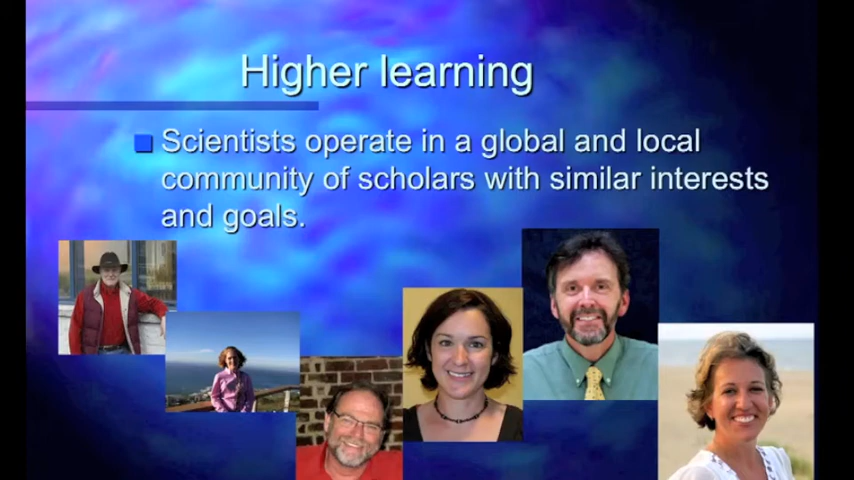 Higher learning
Scientists operate in a global and local
community of scholars with similar interests
and goals.